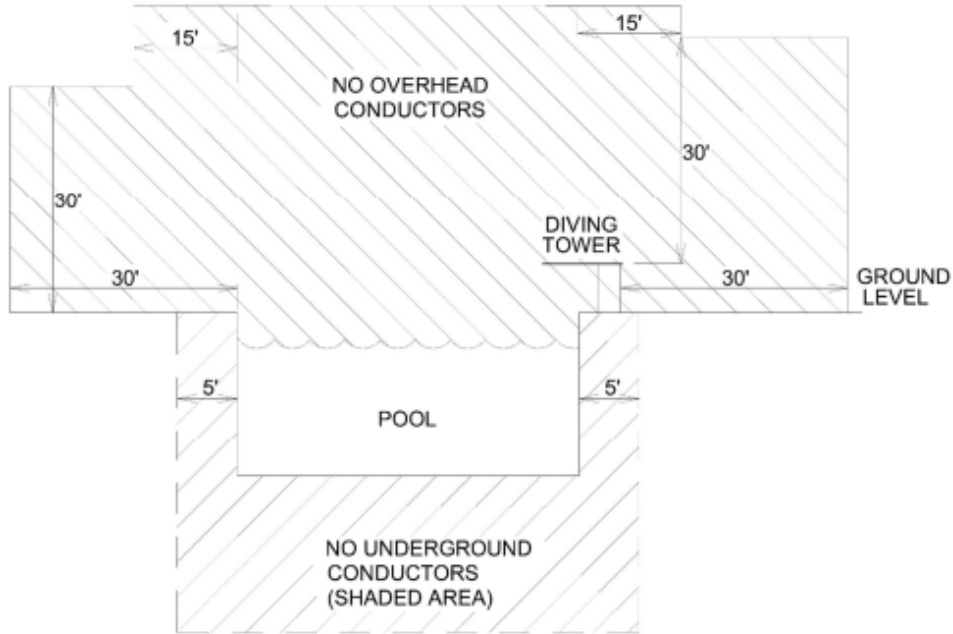 15'
15'
NO OVERHEAD
CONDUCTORS
30'
30'
DIVING
TOWER
30'
30'
GROUND
LEVEL
5'
5'
POOL
NO UNDERGROUND
CONDUCTORS
(SHADED AREA)